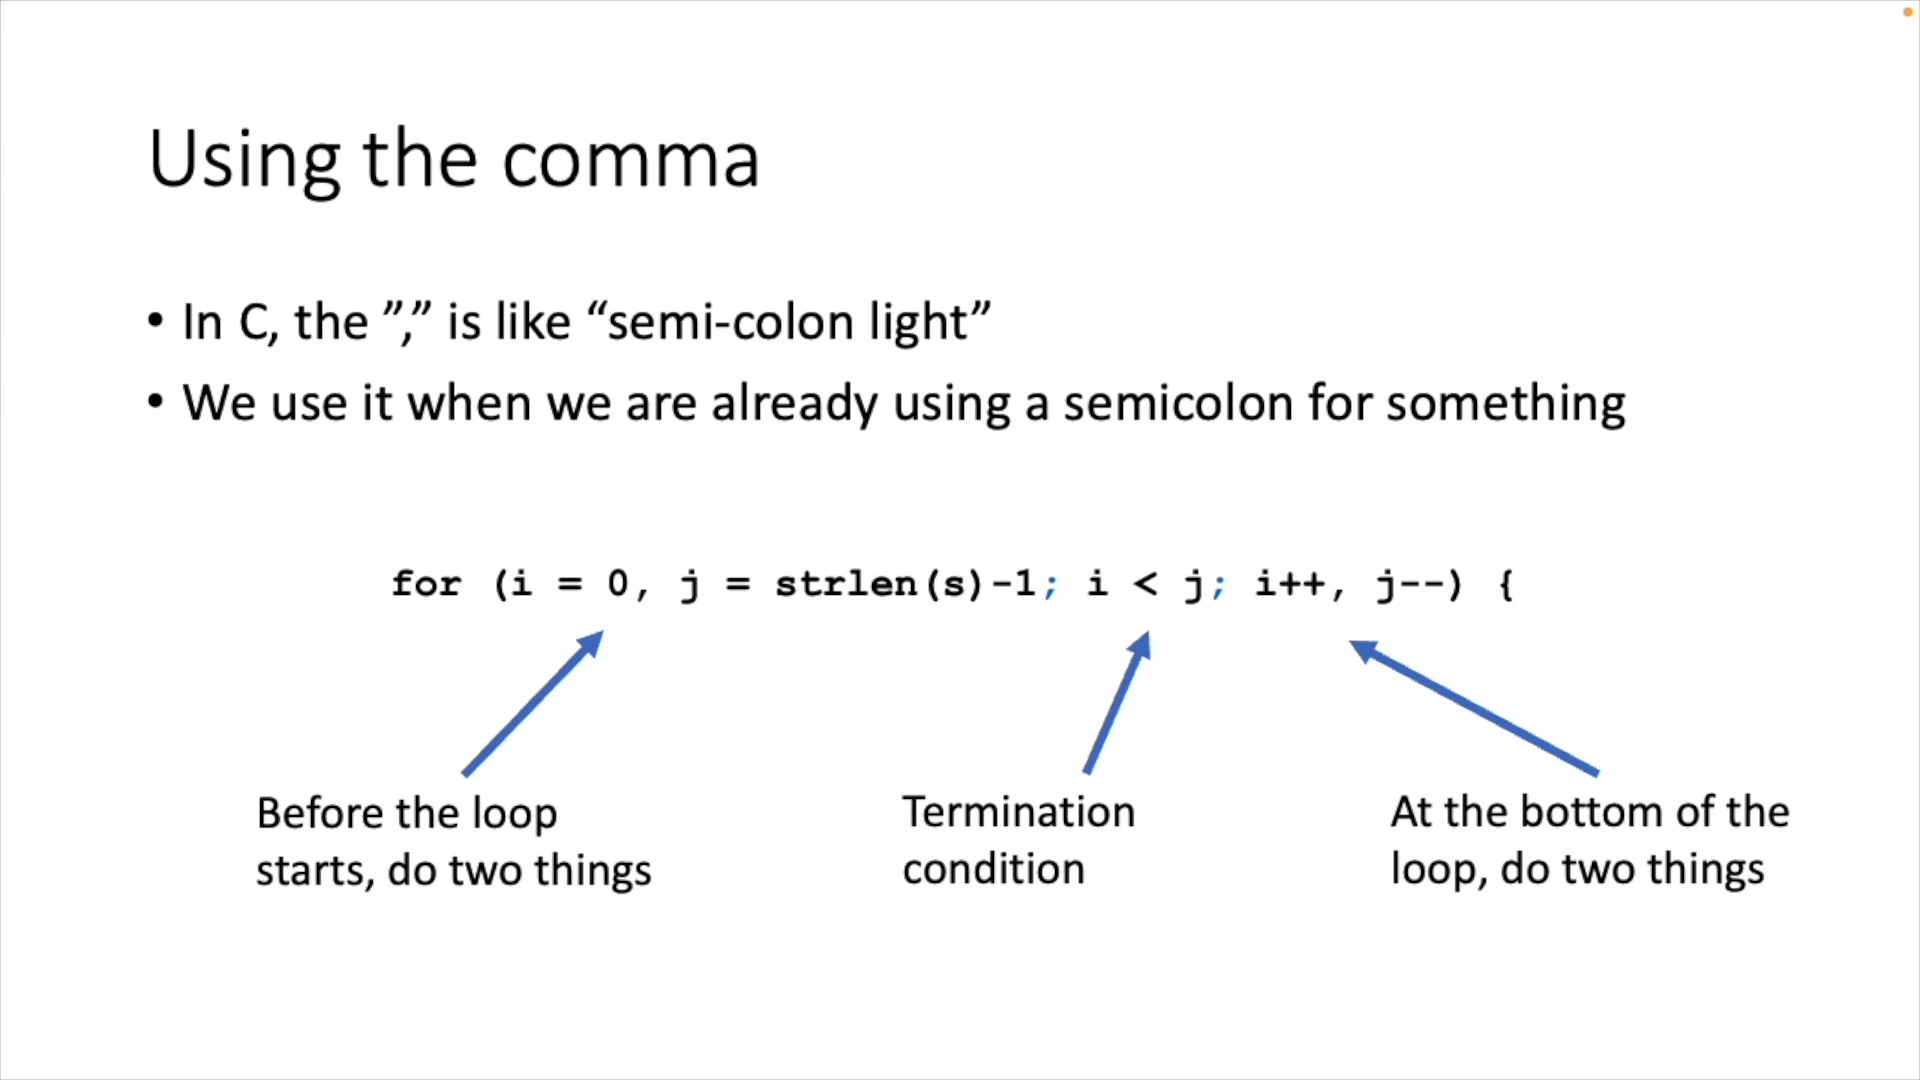 Using the comma
• In C, the ”,” is like “semi-colon light”
• We use it when we are already using a semicolon for something
for (i = 0, j = strlen(s)-1; i < j; i++, j--) {
Before the loop
starts, do two things
Termination
condition
At the bottom of the
loop, do two things